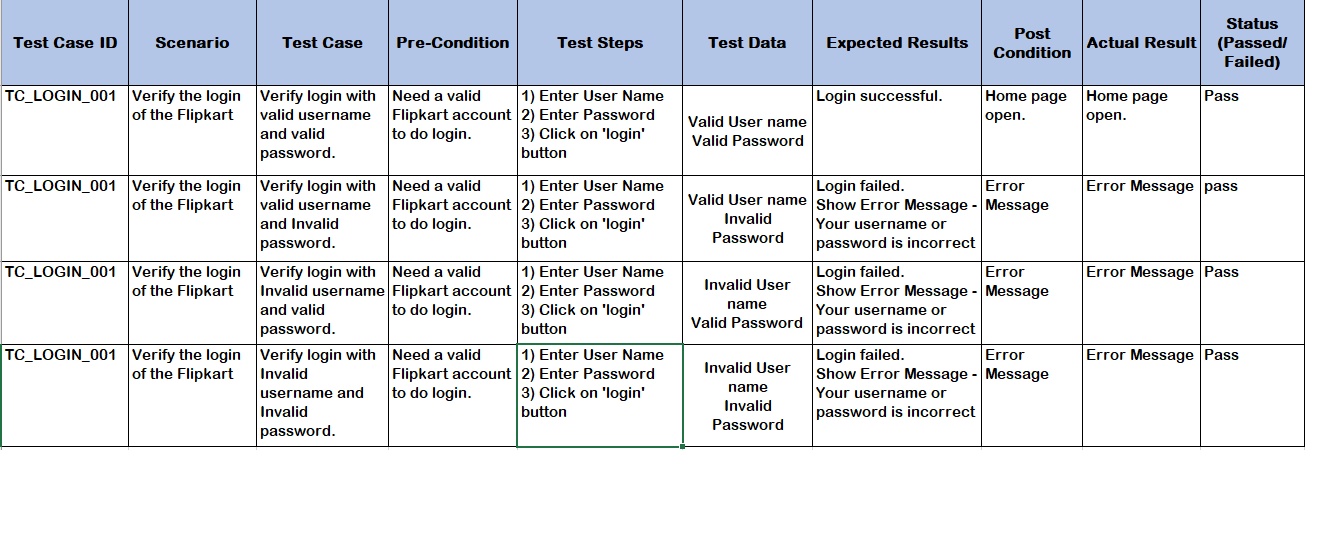 Test Case ID
Scenario
Test Case
Pre-Condition
Test Steps
Test Data
Expected Results
Post
Condition
Actual Result
Status
(Passed/
Failed)
TC_LOGIN_001
Verify the login
of the Flipkart
Verify login with
valid username
and valid
password.
Need a valid
Flipkart account
to do login.
1) Enter User Name
2) Enter Password
3) Click on 'login'
button
Valid User name
Valid Password
Login successful.
Home page
open.
Home page
open.
Pass
TC_LOGIN_001
Verify the login
of the Flipkart
Verify login with
valid username
and Invalid
password.
Need a valid
Flipkart account
to do login.
1) Enter User Name
2) Enter Password
3) Click on 'login'
button
Valid User name
Invalid
Password
Login failed.
Show Error Message -
Your username or
password is incorrect
Error
Message
Error Message
pass
TC_LOGIN_001
Verify the login
of the Flipkart
Verify login with
Invalid username
and valid
password.
Need a valid
Flipkart account
to do login.
1) Enter User Name
2) Enter Password
3) Click on 'login'
button
Invalid User
name
Valid Password
Login failed.
Show Error Message -
Your username or
password is incorrect
Error
Message
Error Message
Pass
TC_LOGIN_001
Verify the login
of the Flipkart
Verify login with
Invalid
username and
Invalid
password.
Need a valid
Flipkart account
to do login.
1) Enter User Name
2) Enter Password
3) Click on 'login'
button
Invalid User
name
Invalid
Password
Login failed.
Show Error Message -
Your username or
password is incorrect
Error
Message
Error Message
Pass